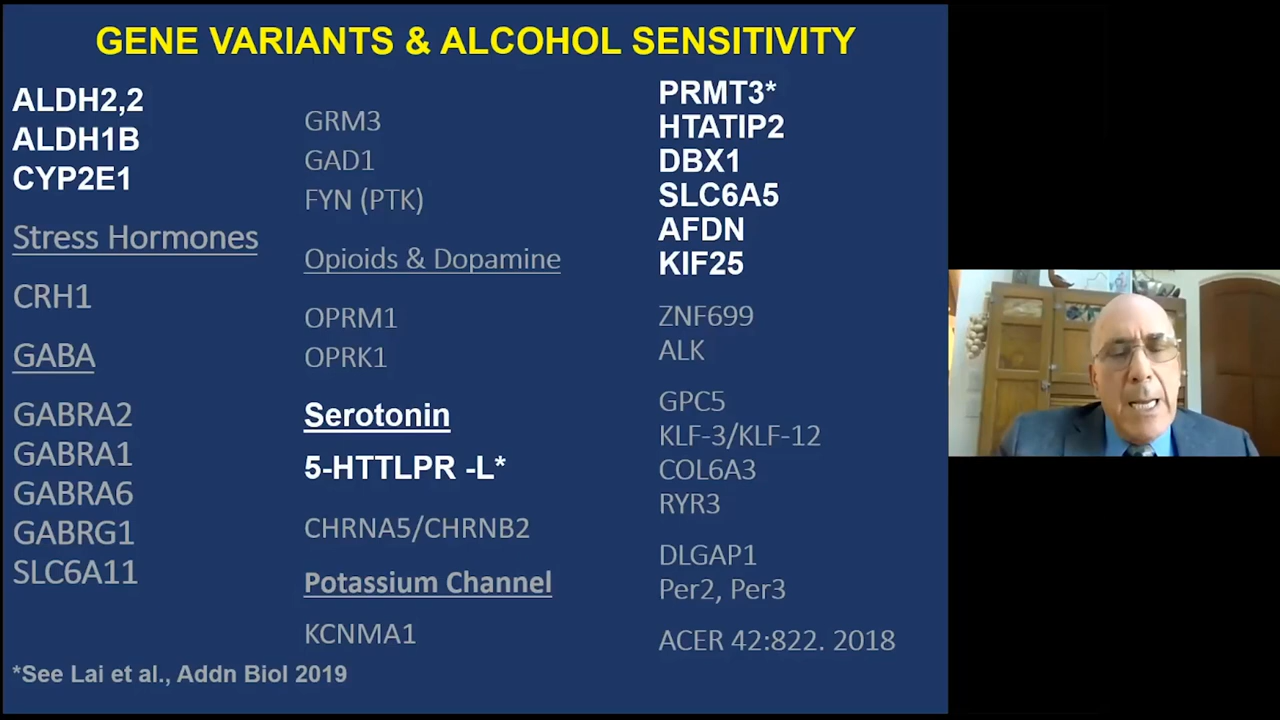 GENE VARIANTS & ALCOHOL SENSITIVITY
ALDH2,2
ALDH1B
CYP2E1
Stress Hormones
CRH1
GABA
GABRA2
GABRA1
GABRA6
GABRG1
SLC6A11
GRM3
GAD1
FYN (PTK)
Opioids & Dopamine
OPRM1
OPRK1
Serotonin
5-HTTLPR -L*
CHRNA5/CHRNB2
Potassium Channel
KCNMA1
PRMT3*
HTATIP2
DBX1
SLC6A5
AFDN
KIF25
ZNF699
ALK
GPC5
KLF-3/KLF-12
COL6A3
RYR3
DLGAP1
Per2, Per3
ACER 42:822. 2018
*See Lai et al., Addn Biol 2019